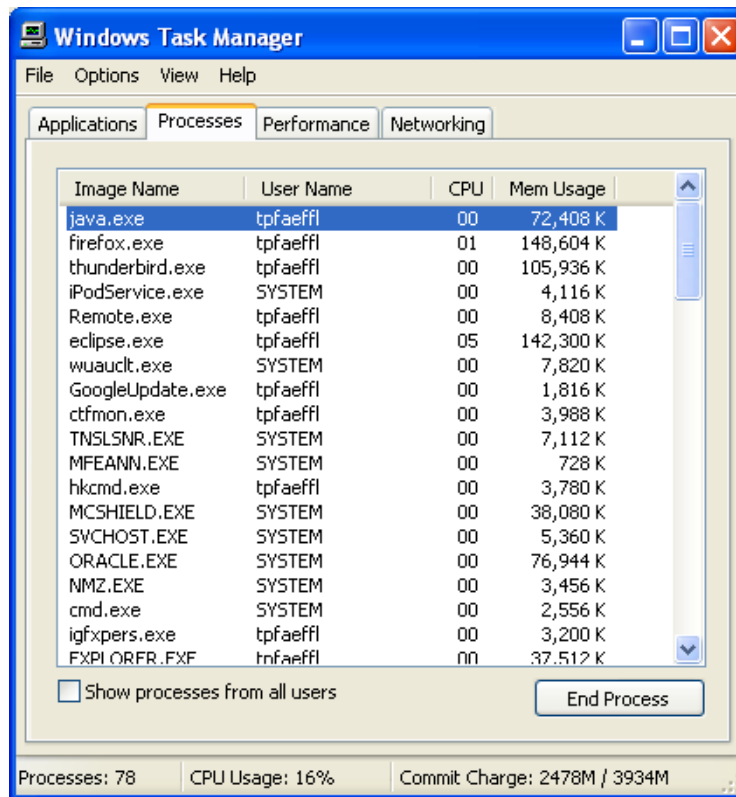 Windows Task Manager
File Options View Help
Applications Processes Performance Networking
Image Name User Name CPU Mem Usage
java.exe tpfaeffl 00 72,408 K
firefox.exe tpfaeffl 01 148,604 K
thunderbird.exe tpfaeffl 00 105,936 K
iPodService.exe SYSTEM 00 4,116 K
Remote.exe tpfaeffl 00 8,408 K
eclipse.exe tpfaeffl 05 142,300 K
wuauclt.exe SYSTEM 00 7,820 K
GoogleUpdate.exe tpfaeffl 00 1,816 K
ctfmon.exe tpfaeffl 00 3,988 K
TNSLSNR.EXE SYSTEM 00 7,112 K
MFEANN.EXE SYSTEM 00 728 K
hkcmd.exe tpfaeffl 00 3,780 K
MCSHIELD.EXE SYSTEM 00 38,080 K
SVCHOST.EXE SYSTEM 00 5,360 K
ORACLE.EXE SYSTEM 00 76,944 K
NMZ.EXE SYSTEM 00 3,456 K
cmd.exe SYSTEM 00 2,556 K
igfxpers.exe tpfaeffl 00 3,200 K
EXPLORER.EXE tpfaeffl 00 37,512 K
Show processes from all users
End Process
Processes: 78 CPU Usage: 16% Commit Charge: 2478M / 3934M